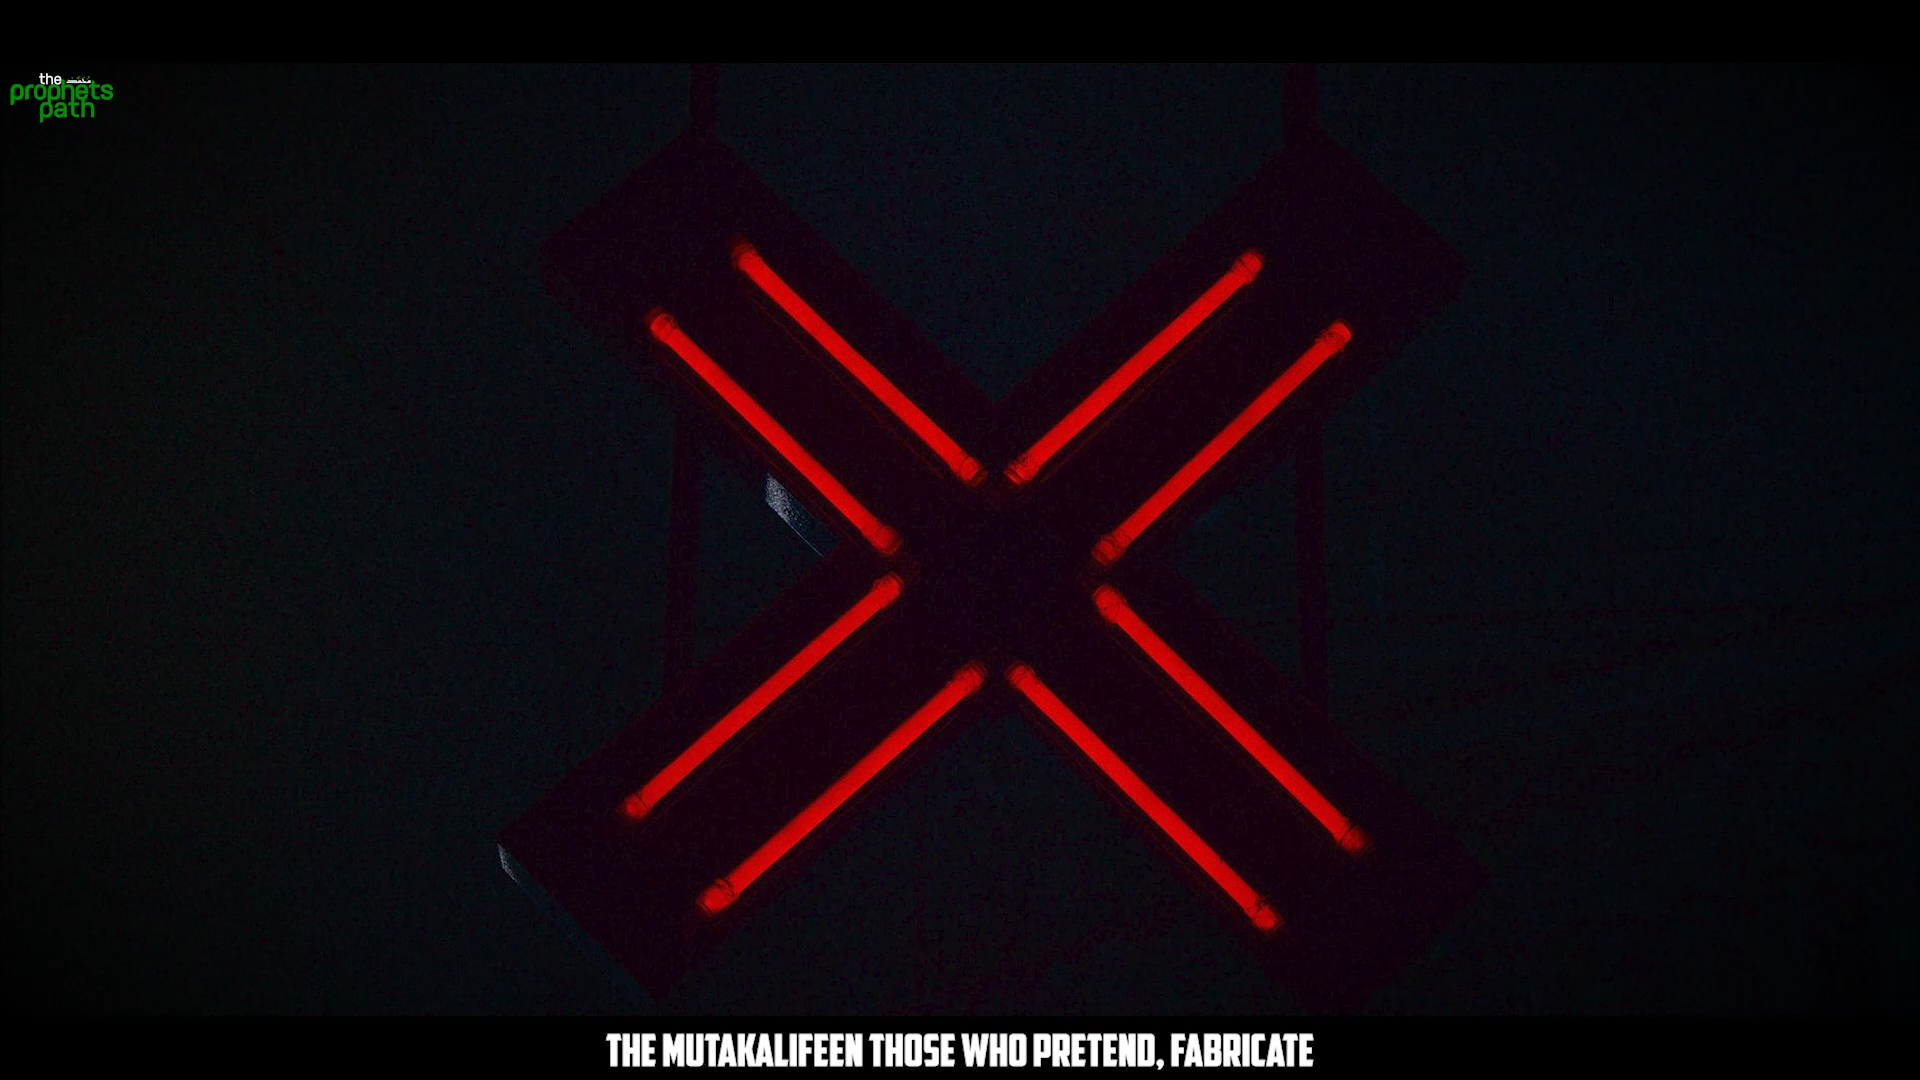 the
prophets
path
THE MUTAKALIFEEN THOSE WHO PRETEND, FABRICATE